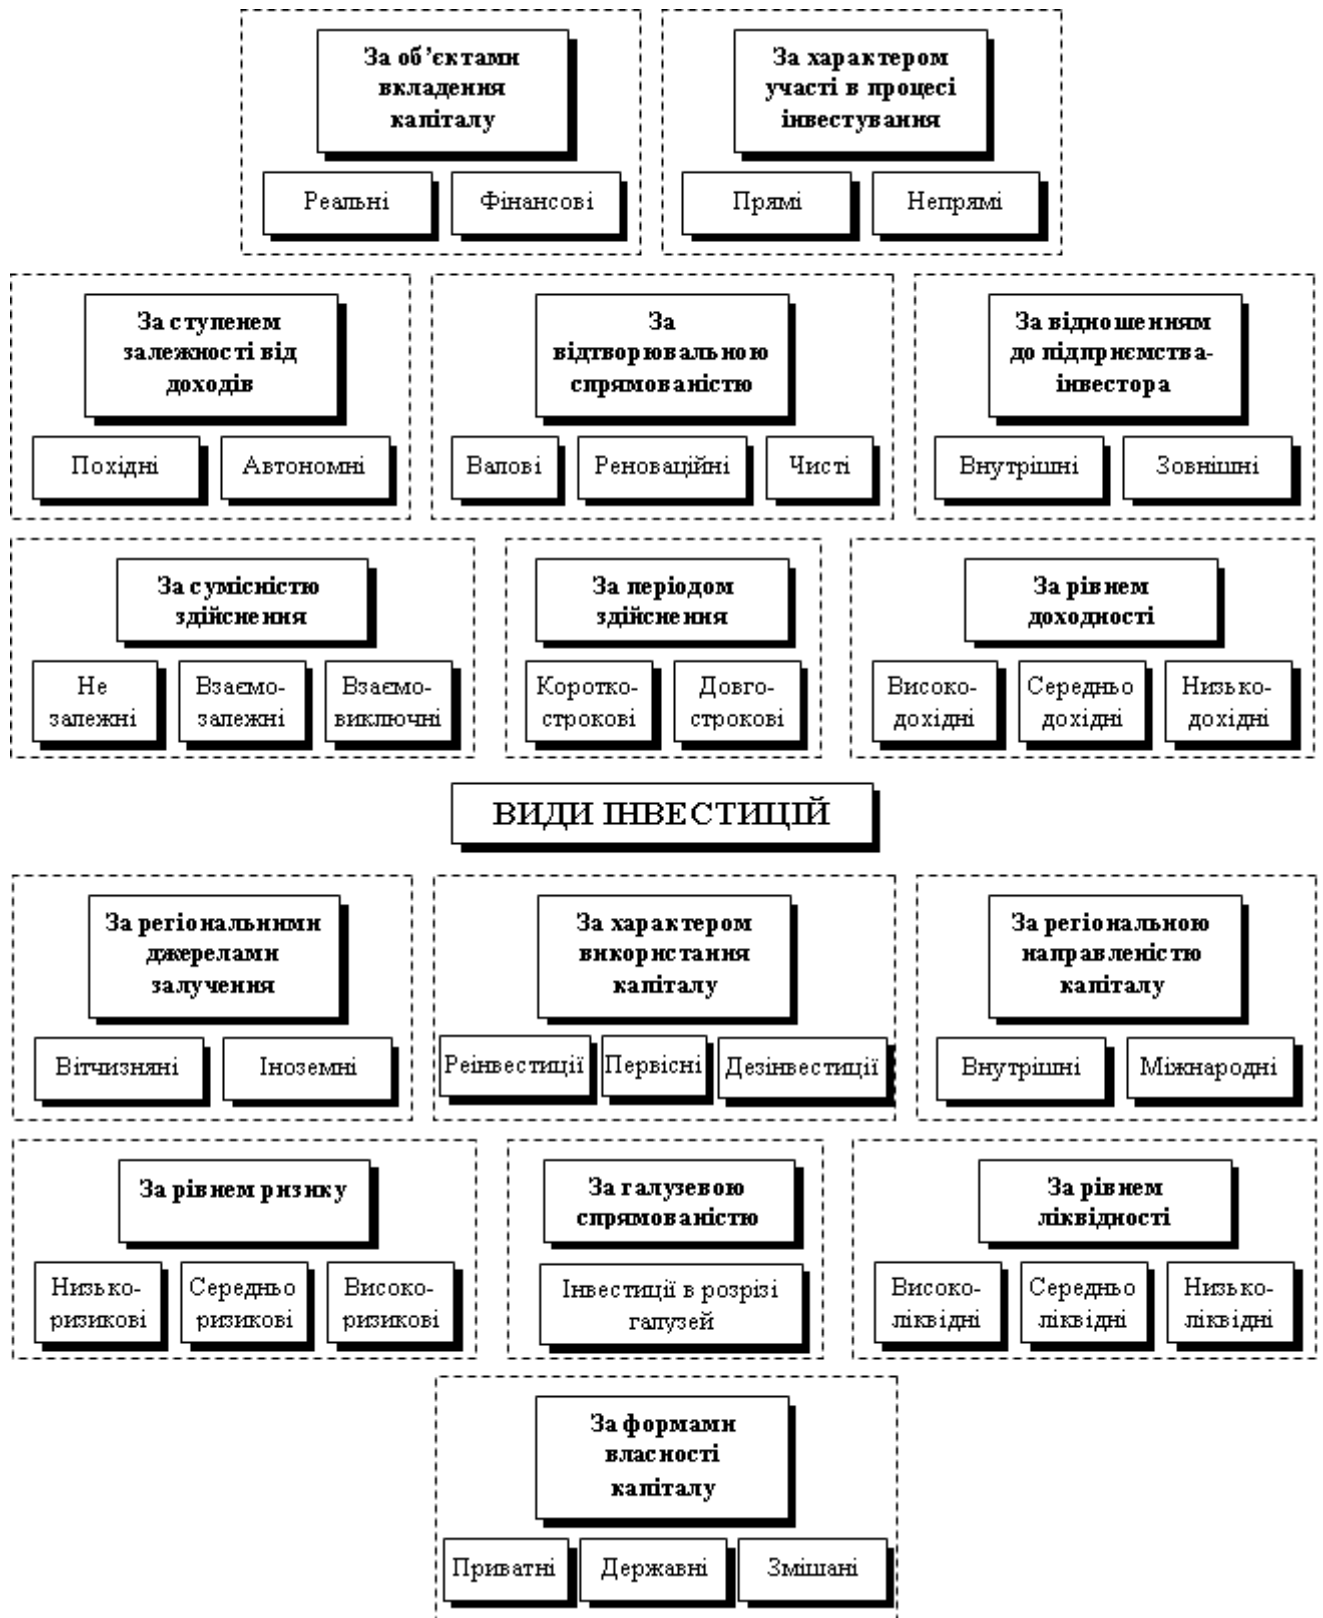 За об’єктами
вкладення
капіталу
Реальні
Фінансові
За характером
участі в процесі
інвестування
Прямі
Непрямі
За ступенем
залежності від
доходів
Похідні
Автономні
За
відтворювальною
спрямованістю
Валові
Реноваційні
Чисті
За відношенням
до підприємства-
інвестора
Внутрішні
Зовнішні
За сумісністю
здійснення
Не
залежні
Взаємо-
залежні
Взаємо-
виключні
За періодом
здійснення
Коротко-
строкові
Довго-
строкові
За рівнем
доходності
Високо-
дохідні
Середньо
дохідні
Низько-
дохідні
ВИДИ ІНВЕСТИЦІЙ
За регіональними
джерелами
залучення
Вітчизняні
Іноземні
За характером
використання
капіталу
Реінвестиції
Первісні
Дезінвестиції
За регіональною
направленістю
капіталу
Внутрішні
Міжнародні
За рівнем ризику
Низько-
ризикові
Середньо
ризикові
Високо-
ризикові
За галузевою
спрямованістю
Інвестиції в розрізі
галузей
За рівнем
ліквідності
Високо-
ліквідні
Середньо
ліквідні
Низько-
ліквідні
За формами
власності
капіталу
Приватні
Державні
Змішані